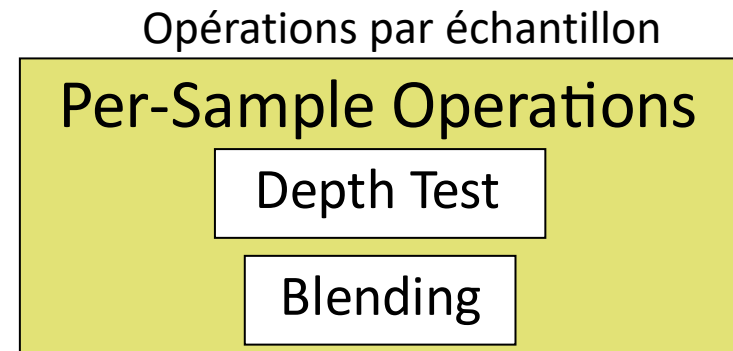 Opérations par échantillon
Per-Sample Operations
Depth Test
Blending